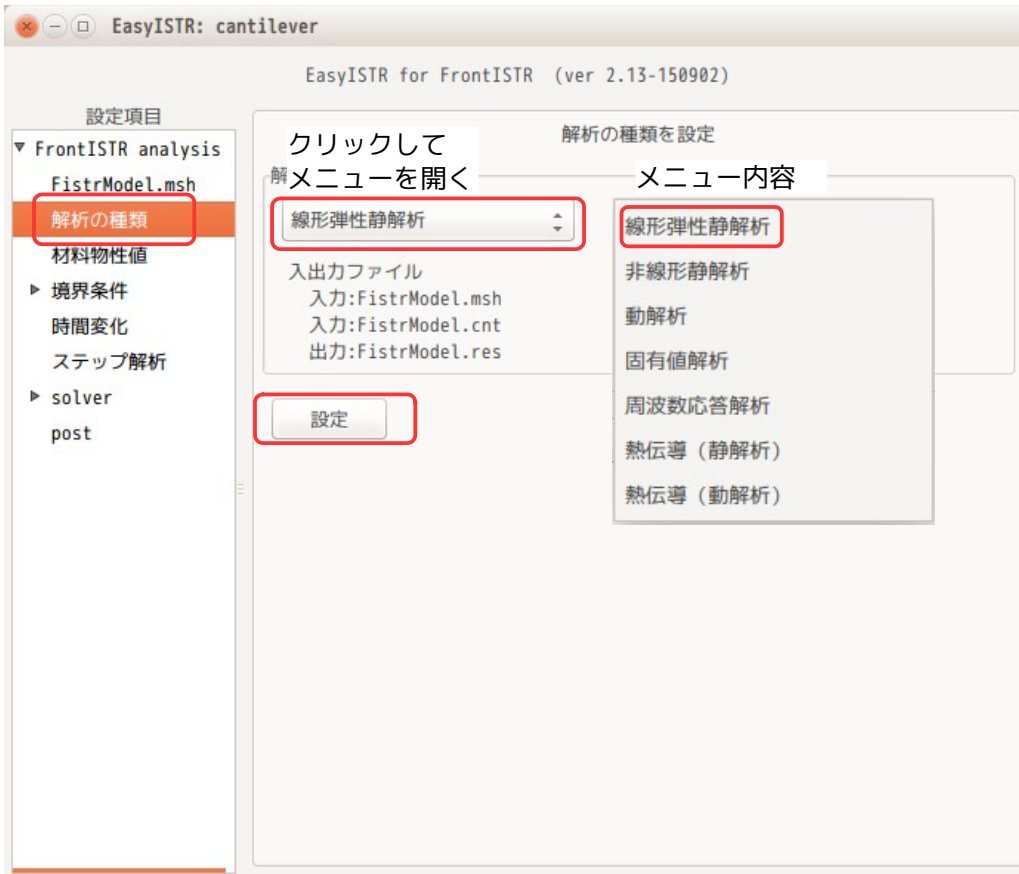 EasyISTR: cantilever
EasyISTR for FrontISTR (ver 2.13-150902)
設定項目
FrontISTR analysis
FistrModel.msh
解析の種類
材料物性値
境界条件
時間変化
ステップ解析
solver
post
解析の種類を設定
クリックして
メニューを開く
解
線形弾性静解析
入出力ファイル
入力:FistrModel.msh
入力:FistrModel.cnt
出力:FistrModel.res
設定
メニュー内容
線形弾性静解析
非線形静解析
動解析
固有値解析
周波数応答解析
熱伝導 (静解析)
熱伝導 (動解析)